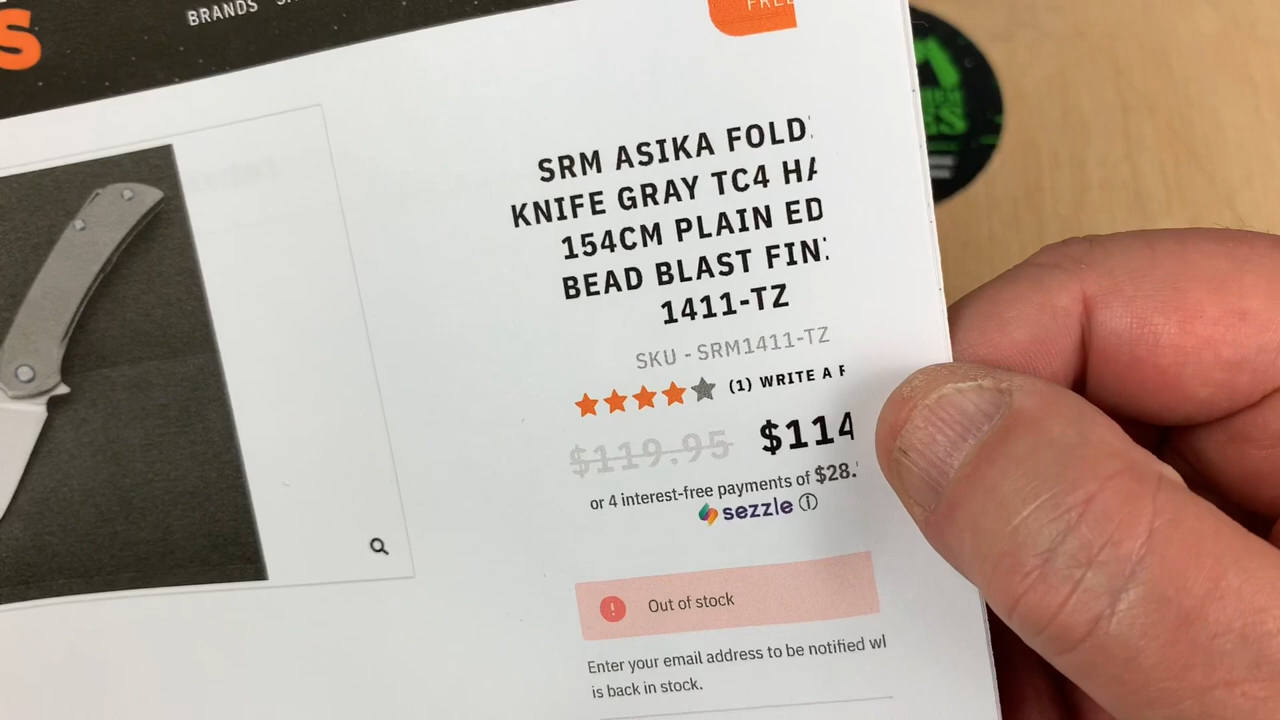 BRANDS
FREE
SRM ASIKA FOLD
KNIFE GRAY TC4 HA
154CM PLAIN ED
BEAD BLAST FIN
1411-TZ
SKU - SRM1411-TZ
(1) WRITE A R
$119.95 $114
or 4 interest-free payments of $28.
sezzle
Out of stock
Enter your email address to be notified wh
is back in stock.